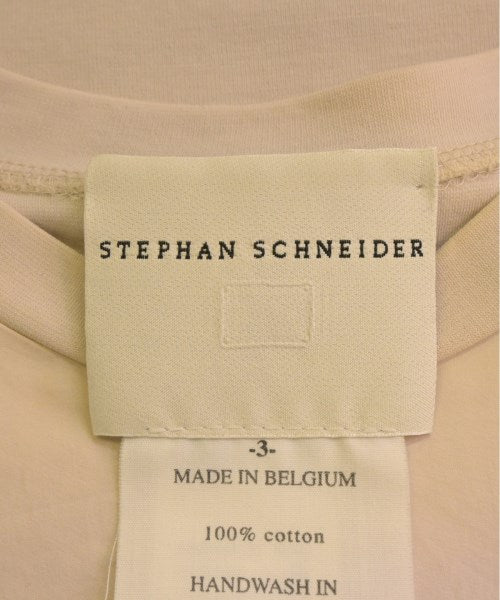 STEPHAN SCHNEIDER
-3-
MADE IN BELGIUM
100% cotton
HANDWASH IN